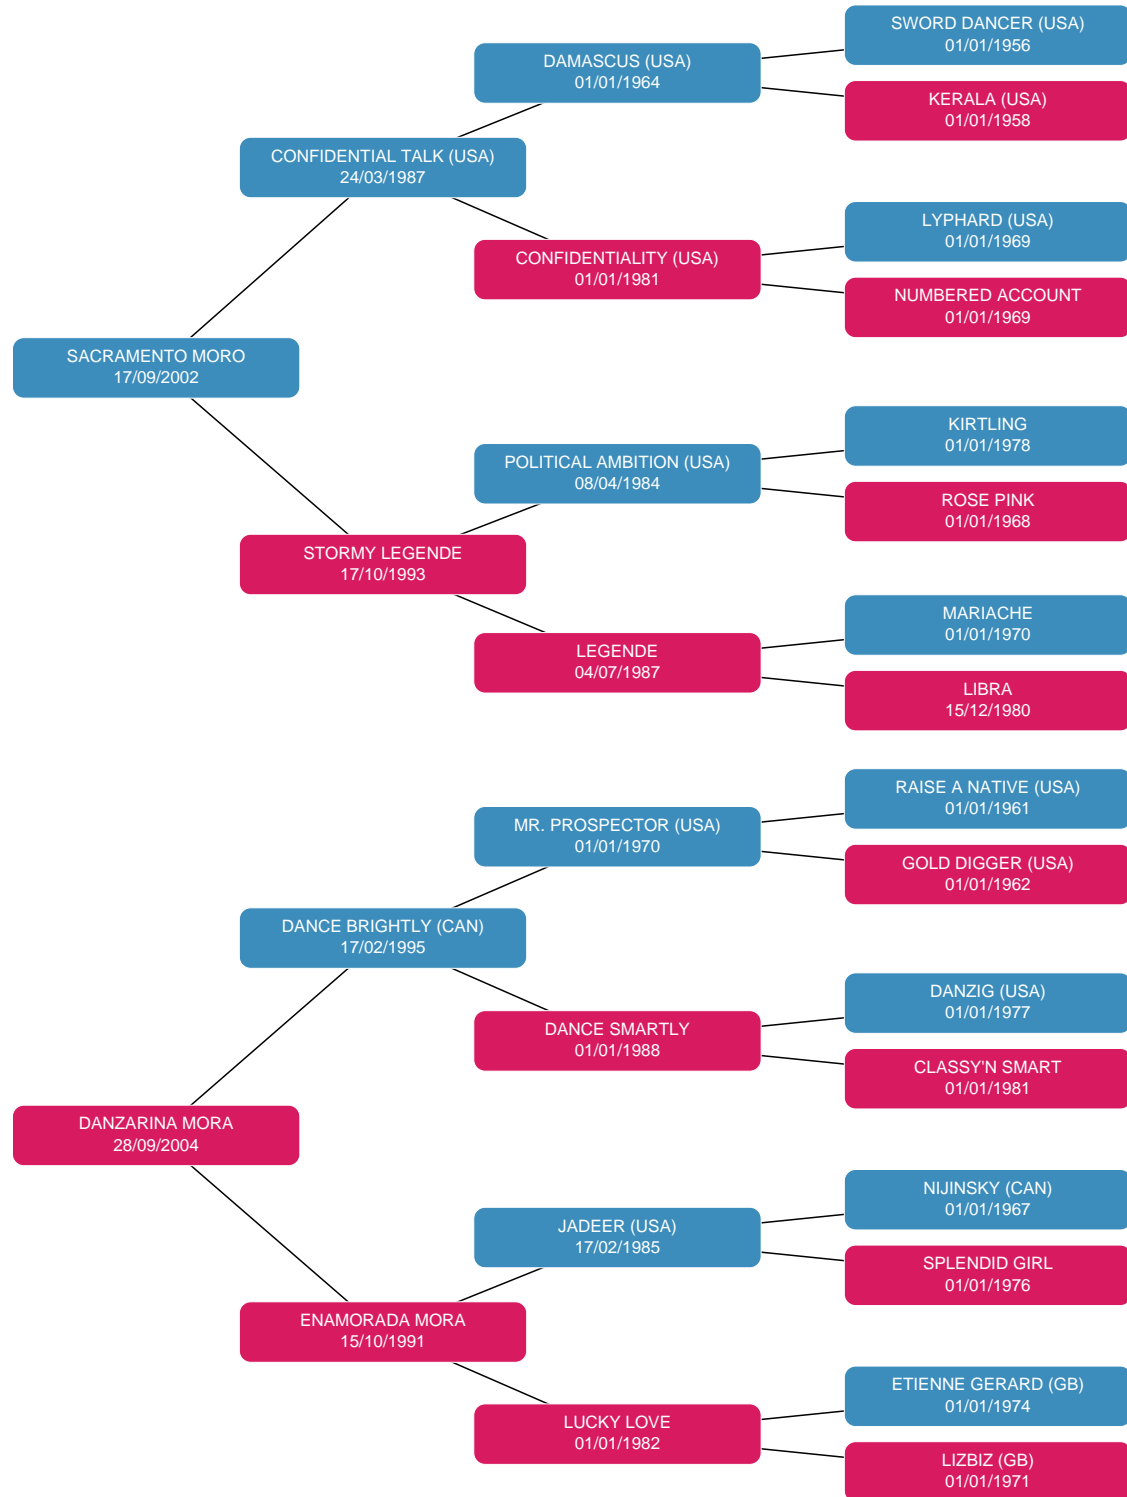 SWORD DANCER (USA)
01/01/1956
DAMASCUS (USA)
01/01/1964
KERALA (USA)
01/01/1958
CONFIDENTIAL TALK (USA)
24/03/1987
LYPHARD (USA)
01/01/1969
CONFIDENTIALITY (USA)
01/01/1981
NUMBERED ACCOUNT
01/01/1969
SACRAMENTO MORO
17/09/2002
KIRTLING
01/01/1978
POLITICAL AMBITION (USA)
08/04/1984
ROSE PINK
01/01/1968
STORMY LEGENDE
17/10/1993
MARIACHE
01/01/1970
LEGENDE
04/07/1987
LIBRA
15/12/1980
RAISE A NATIVE (USA)
01/01/1961
MR. PROSPECTOR (USA)
01/01/1970
GOLD DIGGER (USA)
01/01/1962
DANCE BRIGHTLY (CAN)
17/02/1995
DANZIG (USA)
01/01/1977
DANCE SMARTLY
01/01/1988
CLASSY'N SMART
01/01/1981
DANZARINA MORA
28/09/2004
NIJINSKY (CAN)
01/01/1967
JADEER (USA)
17/02/1985
SPLENDID GIRL
01/01/1976
ENAMORADA MORA
15/10/1991
ETIENNE GERARD (GB)
01/01/1974
LUCKY LOVE
01/01/1982
LIZBIZ (GB)
01/01/1971